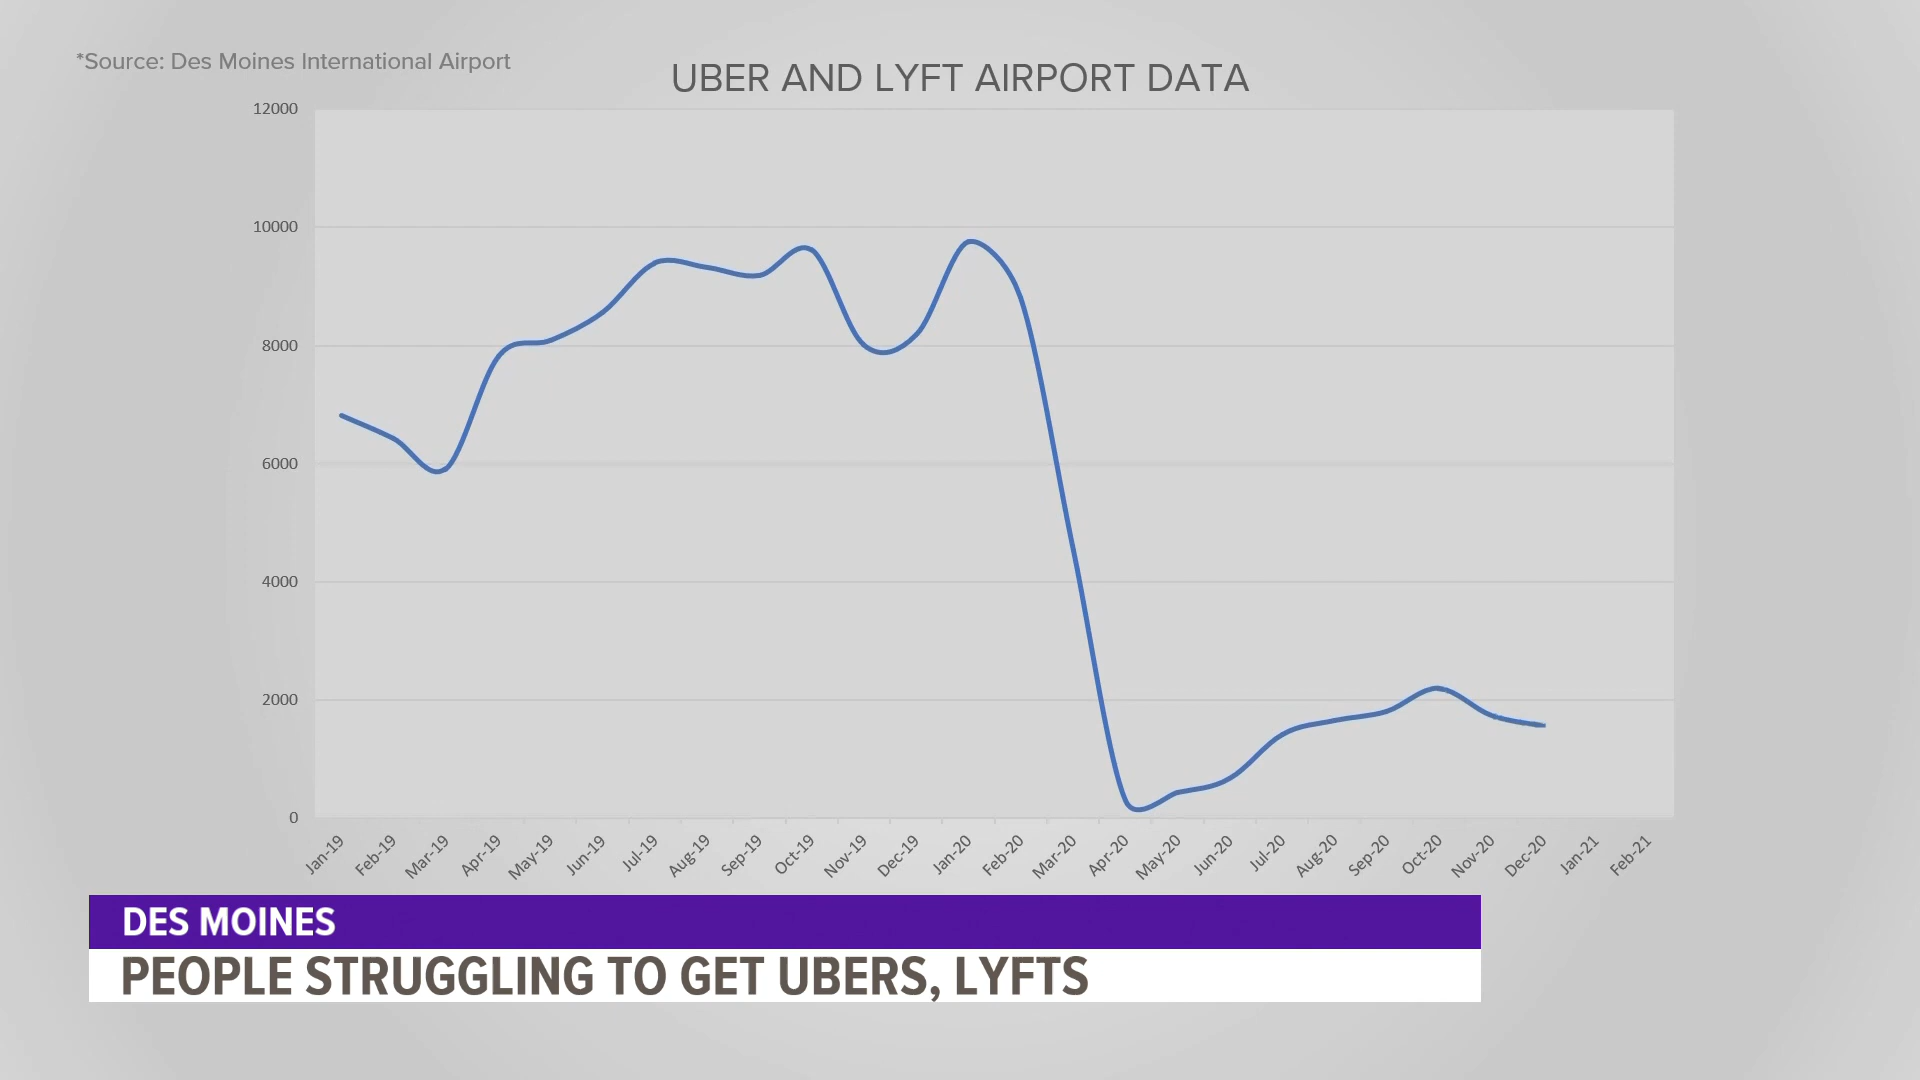 *Source: Des Moines International Airport
UBER AND LYFT AIRPORT DATA
12000
10000
8000
6000
4000
2000
0
Jan-19 Feb-19 Mar-19 Apr-19 May-19 Jun-19 Jul-19 Aug-19 Sep-19 Oct-19 Nov-19 Dec-19 Jan-20 Feb-20 Mar-20 Apr-20 May-20 Jun-20 Jul-20 Aug-20 Sep-20 Oct-20 Nov-20 Dec-20 Jan-21 Feb-21
DES MOINES
PEOPLE STRUGGLING TO GET UBERS, LYFTS